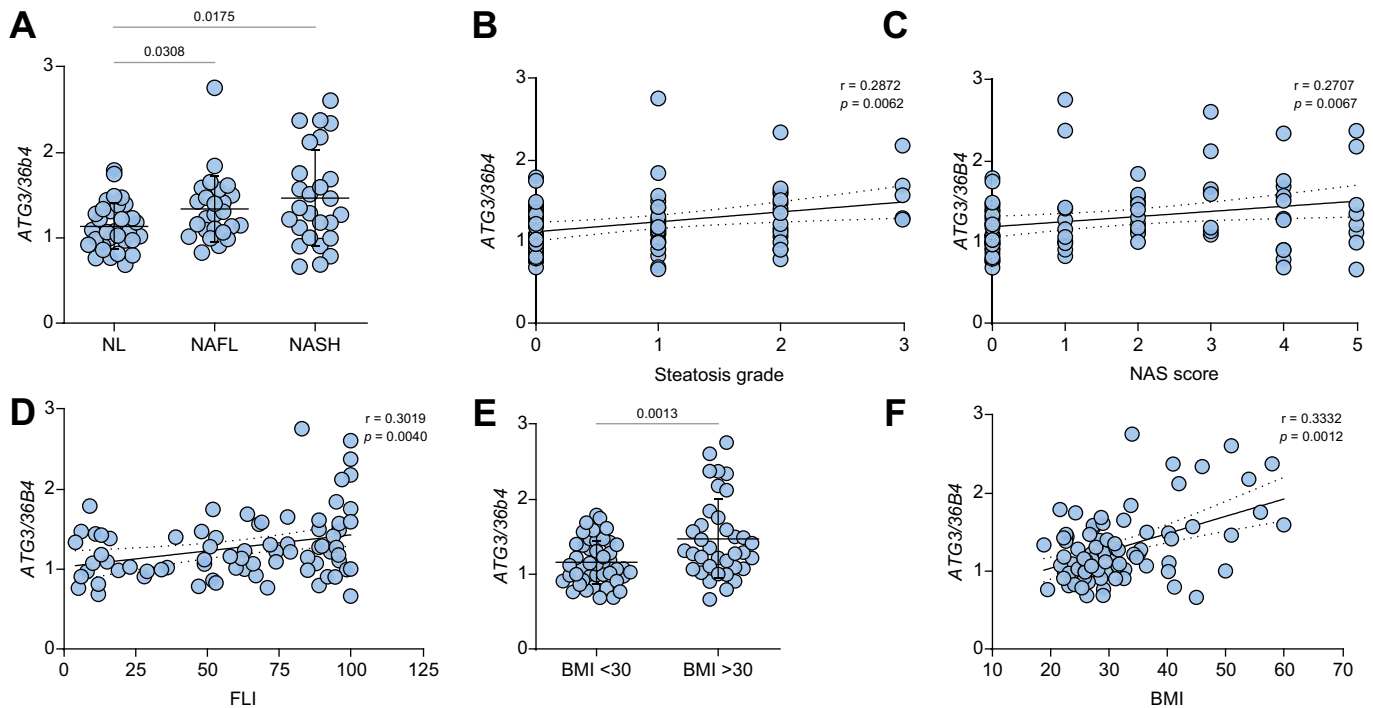 A
0.0175
0.0308
ATG3/36b4
3
2
1
0
NL NAFL NASH
B
r = 0.2872
p = 0.0062
ATG3/36b4
3
2
1
0
0 1 2 3
Steatosis grade
C
r = 0.2707
p = 0.0067
ATG3/36B4
3
2
1
0
0 1 2 3 4 5
NAS score
D
r = 0.3019
p = 0.0040
ATG3/36B4
3
2
1
0
0 25 50 75 100 125
FLI
E
0.0013
ATG3/36b4
3
2
1
0
BMI <30 BMI >30
F
r = 0.3332
p = 0.0012
ATG3/36B4
3
2
1
0
10 20 30 40 50 60 70
BMI